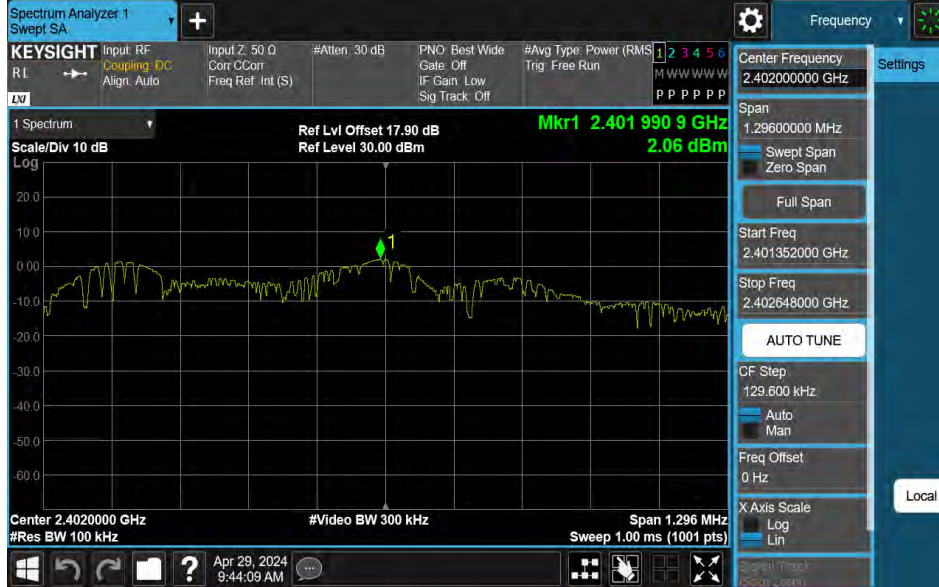 Spectrum Analyzer 1
Swept SA
+
Frequency
KEYSIGHT
RL
LXI
Input: RF
Coupling: DC
Align: Auto
Input Z: 50 Ω
Corr CCorr
Freq Ref: Int (S)
#Atten: 30 dB
PNO: Best Wide
Gate: Off
IF Gain: Low
Sig Track: Off
#Avg Type: Power (RMS
Trig: Free Run
1 2 3 4 5 6
M W W W W W
P P P P P P
Settings
1 Spectrum
Scale/Div 10 dB
Log
Ref Lvl Offset 17.90 dB
Ref Level 30.00 dBm
Mkr1 2.401 990 9 GHz
2.06 dBm
20.0
10.0
0.00
-10.0
-20.0
-30.0
-40.0
-50.0
-60.0
1
Center 2.4020000 GHz
#Res BW 100 kHz
#Video BW 300 kHz
Span 1.296 MHz
Sweep 1.00 ms (1001 pts)
Center Frequency
2.402000000 GHz
Span
1.29600000 MHz
Swept Span
Zero Span
Full Span
Start Freq
2.401352000 GHz
Stop Freq
2.402648000 GHz
AUTO TUNE
CF Step
129.600 kHz
Auto
Man
Freq Offset
0 Hz
X Axis Scale
Log
Lin
Signal Track
Local
?
Apr 29, 2024
9:44:09 AM